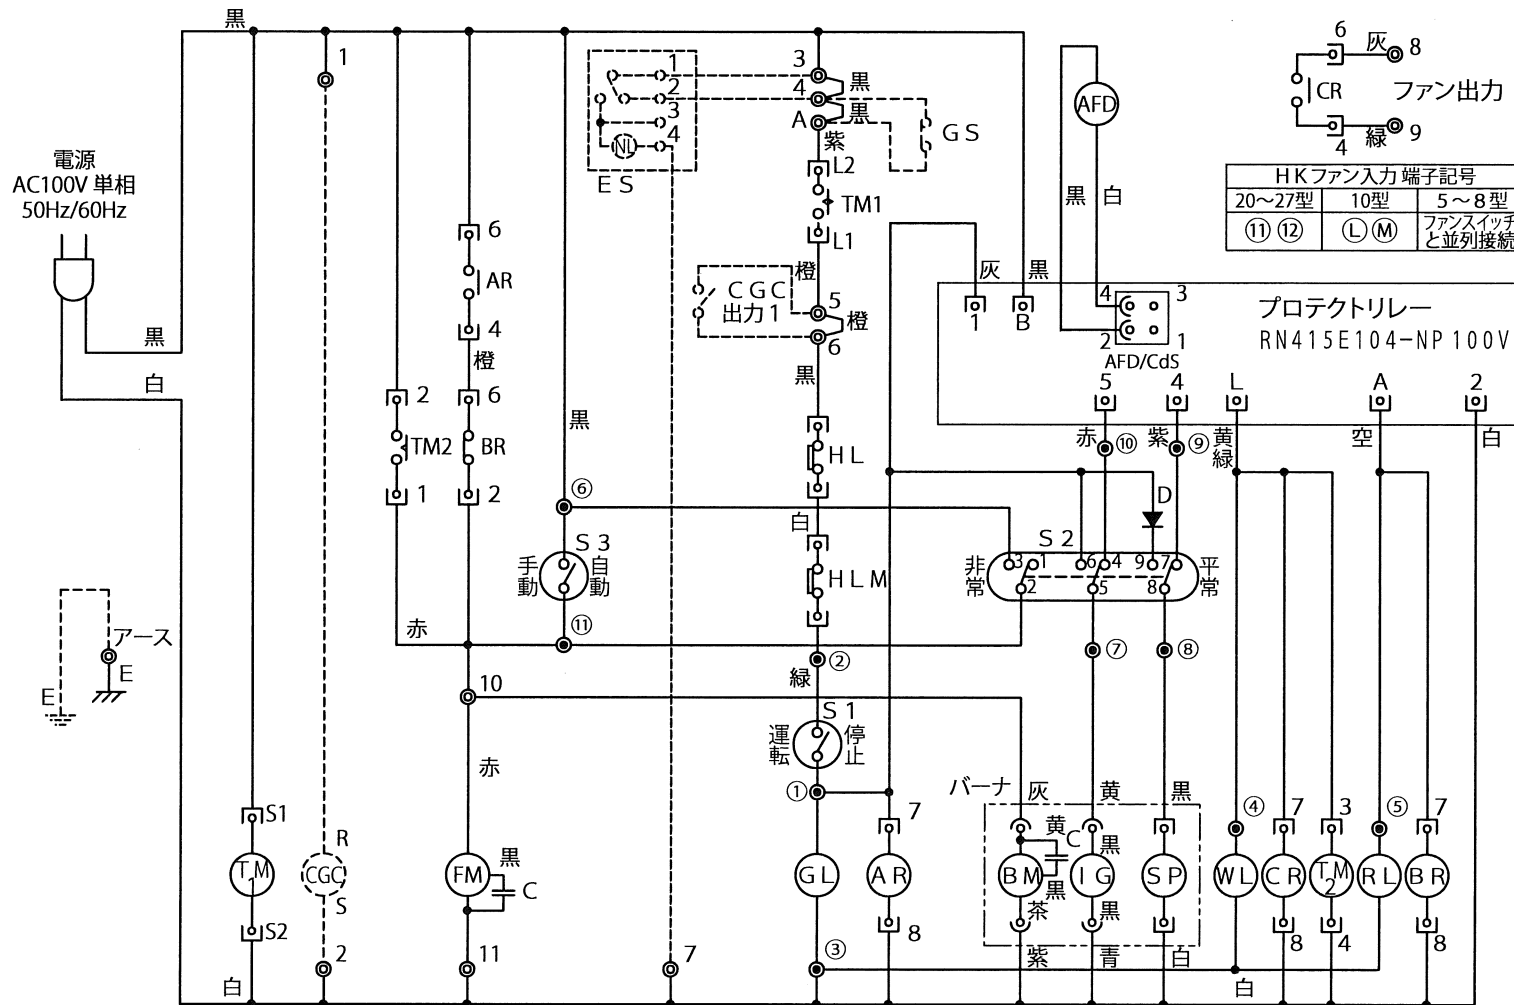 黒
1
電源
AC100V 単相
50Hz/60Hz
黒
白
アース
E
E
S1
TM
1
S2
白
R
CGC
S
2
2
TM2
1
赤
6
AR
4
橙
6
BR
2
10
赤
FM
黒
C
11
黒
⑥
S3
手動
自動
⑪
1
2
3
4
NL
ES
7
3
黒
4
黒
A
紫
GS
L2
TM1
L1
橙
CGC
出力1
5
橙
6
黒
HL
白
HLM
②
緑
S1
運転
停止
①
GL
③
7
AR
8
灰
1
黒
B
黒
白
AFD
4
3
2
1
AFD/CdS
プロテクトリレー
RN415E104-NP 100V
6
灰
8
CR
ファン出力
4
緑
9
HKファン入力 端子記号
20~27型
10型
5~8型
⑪ ⑫
Ⓛ Ⓜ
ファンスイッチ
と並列接続
5
4
L
A
2
赤
⑩
紫
⑨
黄緑
空
白
D
S2
非常
3
1
6
4
9
7
平常
2
5
8
⑦
⑧
バーナ
灰
黄
黒
黄
C
黒
BM
黒
IG
SP
茶
黒
紫
青
白
④
7
3
⑤
7
WL
CR
TM
2
RL
BR
8
4
8
白